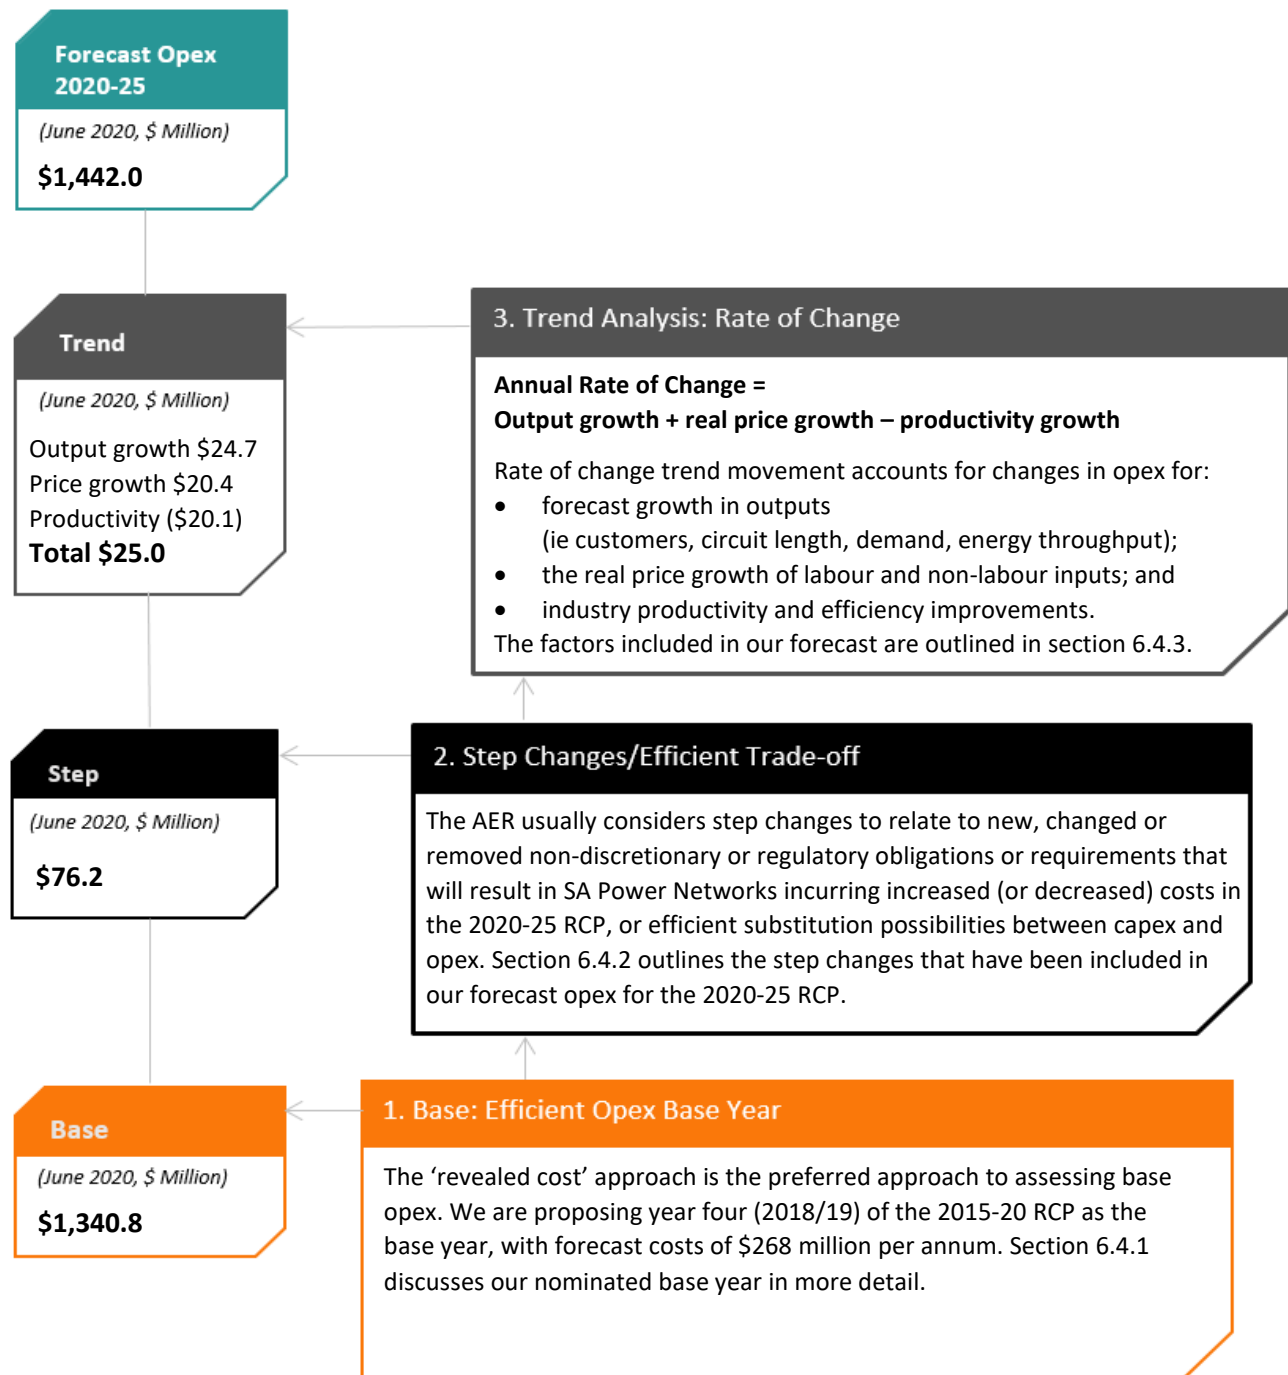 Forecast Opex
2020-25
(June 2020, $ Million)
$1,442.0
Trend
(June 2020, $ Million)
Output growth $24.7
Price growth $20.4
Productivity ($20.1)
Total $25.0
3. Trend Analysis: Rate of Change
Annual Rate of Change =
Output growth + real price growth – productivity growth
Rate of change trend movement accounts for changes in opex for:
• forecast growth in outputs
(ie customers, circuit length, demand, energy throughput);
• the real price growth of labour and non-labour inputs; and
• industry productivity and efficiency improvements.
The factors included in our forecast are outlined in section 6.4.3.
Step
(June 2020, $ Million)
$76.2
2. Step Changes/Efficient Trade-off
The AER usually considers step changes to relate to new, changed or
removed non-discretionary or regulatory obligations or requirements that
will result in SA Power Networks incurring increased (or decreased) costs in
the 2020-25 RCP, or efficient substitution possibilities between capex and
opex. Section 6.4.2 outlines the step changes that have been included in
our forecast opex for the 2020-25 RCP.
Base
(June 2020, $ Million)
$1,340.8
1. Base: Efficient Opex Base Year
The ‘revealed cost’ approach is the preferred approach to assessing base
opex. We are proposing year four (2018/19) of the 2015-20 RCP as the
base year, with forecast costs of $268 million per annum. Section 6.4.1
discusses our nominated base year in more detail.